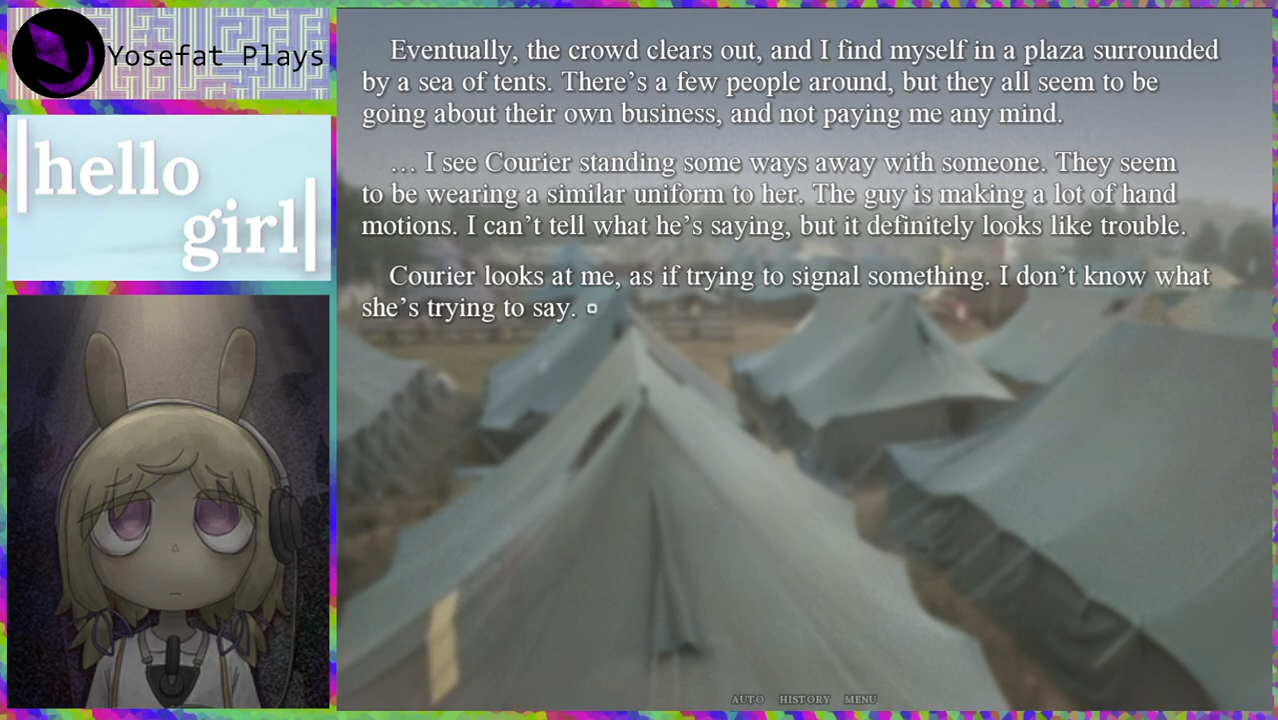 Yosefat Plays
hello
girl
Eventually, the crowd clears out, and I find myself in a plaza surrounded
by a sea of tents. There’s a few people around, but they all seem to be
going about their own business, and not paying me any mind.
… I see Courier standing some ways away with someone. They seem
to be wearing a similar uniform to her. The guy is making a lot of hand
motions. I can’t tell what he’s saying, but it definitely looks like trouble.
Courier looks at me, as if trying to signal something. I don’t know what
she’s trying to say.
AUTO HISTORY MENU